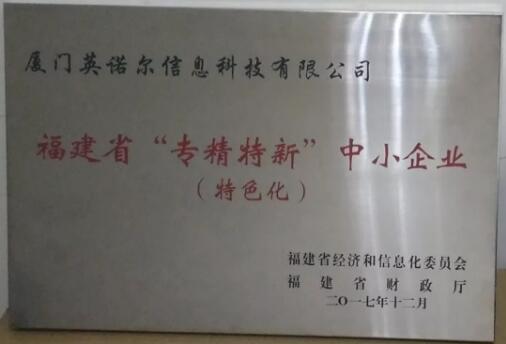 厦门英诺尔信息科技有限公司
福建省“专精特新”中小企业
(特色化)
福建省经济和信息化委员会
福建省财政厅
二〇一七年十二月